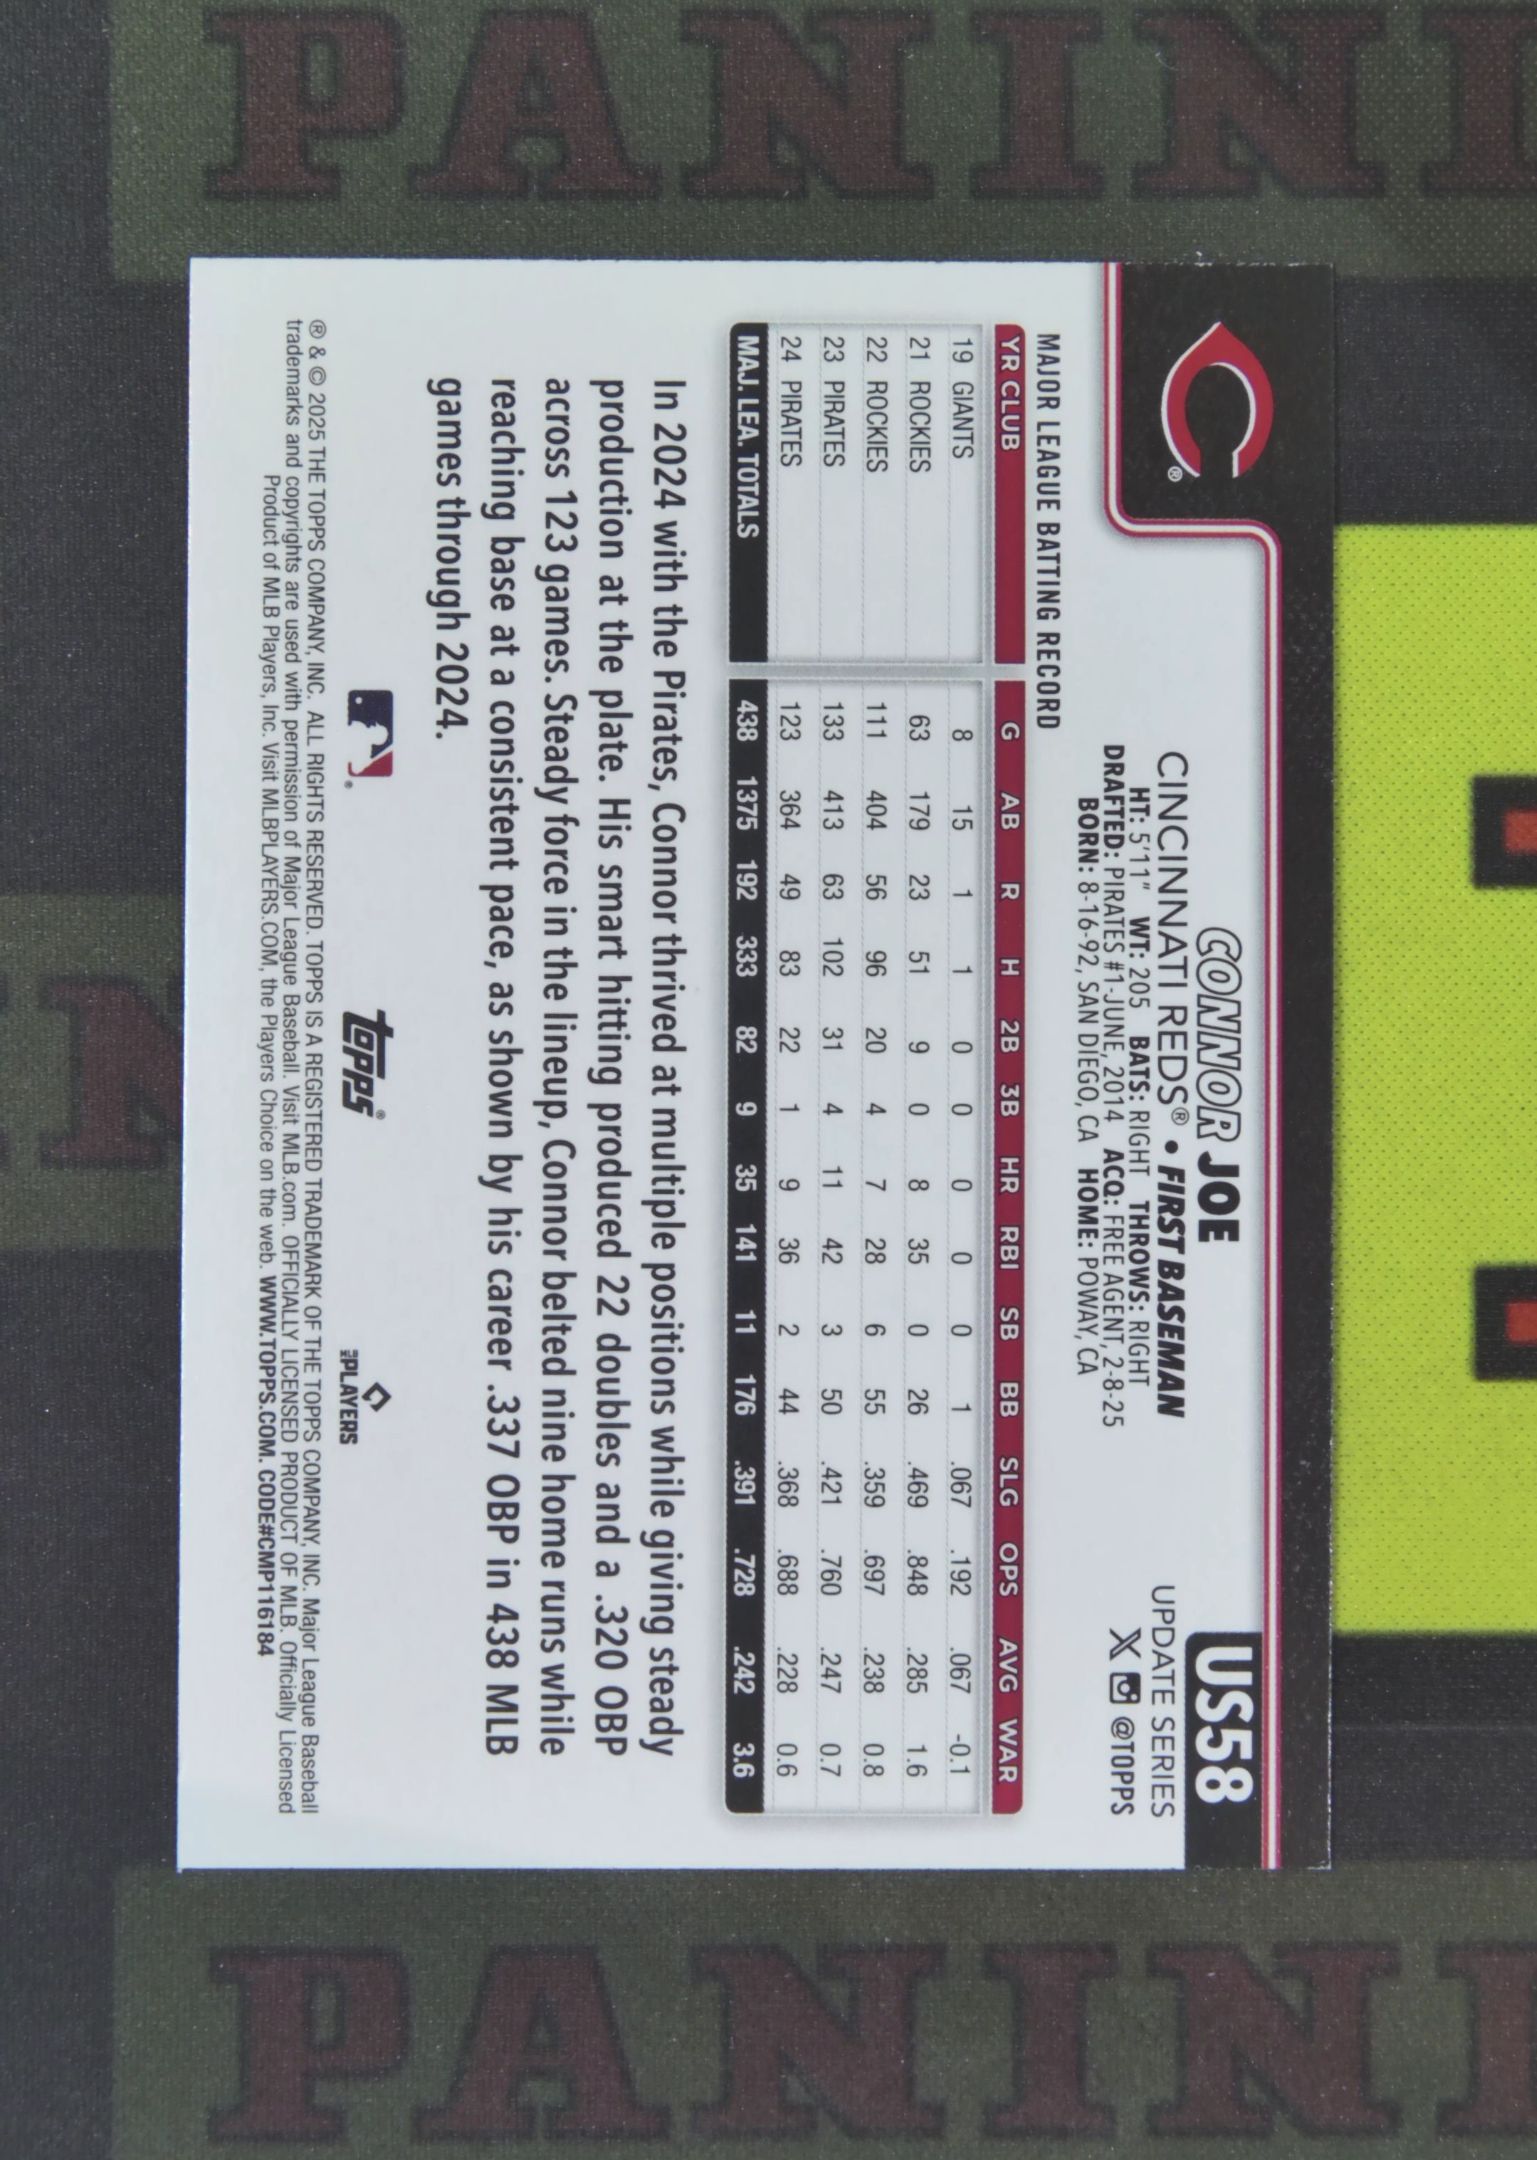 PANINI
US58
CONNOR JOE
CINCINNATI REDS® • FIRST BASEMAN
UPDATE SERIES
HT: 5'11" WT: 205 BATS: RIGHT THROWS: RIGHT
DRAFTED: PIRATES #1-JUNE, 2014 ACQ: FREE AGENT, 2-8-25
@TOPPS
BORN: 8-16-92, SAN DIEGO, CA HOME: POWAY, CA
MAJOR LEAGUE BATTING RECORD
YR CLUB G AB R H 2B 3B HR RBI SB BB SLG OPS AVG WAR
19 GIANTS 8 15 1 1 0 0 0 0 0 1 .067 .192 .067 -0.1
21 ROCKIES 63 179 23 51 9 0 8 35 0 26 .469 .848 .285 1.6
22 ROCKIES 111 404 56 96 20 4 7 28 6 55 .359 .697 .238 0.8
23 PIRATES 133 413 63 102 31 4 11 42 3 50 .421 .760 .247 0.7
24 PIRATES 123 364 49 83 22 1 9 36 2 44 .368 .688 .228 0.6
MAJ. LEA. TOTALS 438 1375 192 333 82 9 35 141 11 176 .391 .728 .242 3.6
In 2024 with the Pirates, Connor thrived at multiple positions while giving steady
production at the plate. His smart hitting produced 22 doubles and a .320 OBP
across 123 games. Steady force in the lineup, Connor belted nine home runs while
reaching base at a consistent pace, as shown by his career .337 OBP in 438 MLB
games through 2024.
topps®
MLB PLAYERS
® & © 2025 THE TOPPS COMPANY, INC. ALL RIGHTS RESERVED. TOPPS IS A REGISTERED TRADEMARK OF THE TOPPS COMPANY, INC. Major League Baseball
trademarks and copyrights are used with permission of Major League Baseball. Visit MLB.com. OFFICIALLY LICENSED PRODUCT OF MLB. Officially Licensed
Product of MLB Players, Inc. Visit MLBPLAYERS.COM, the Players Choice on the web. WWW.TOPPS.COM. CODE#CMP116184
PANINI